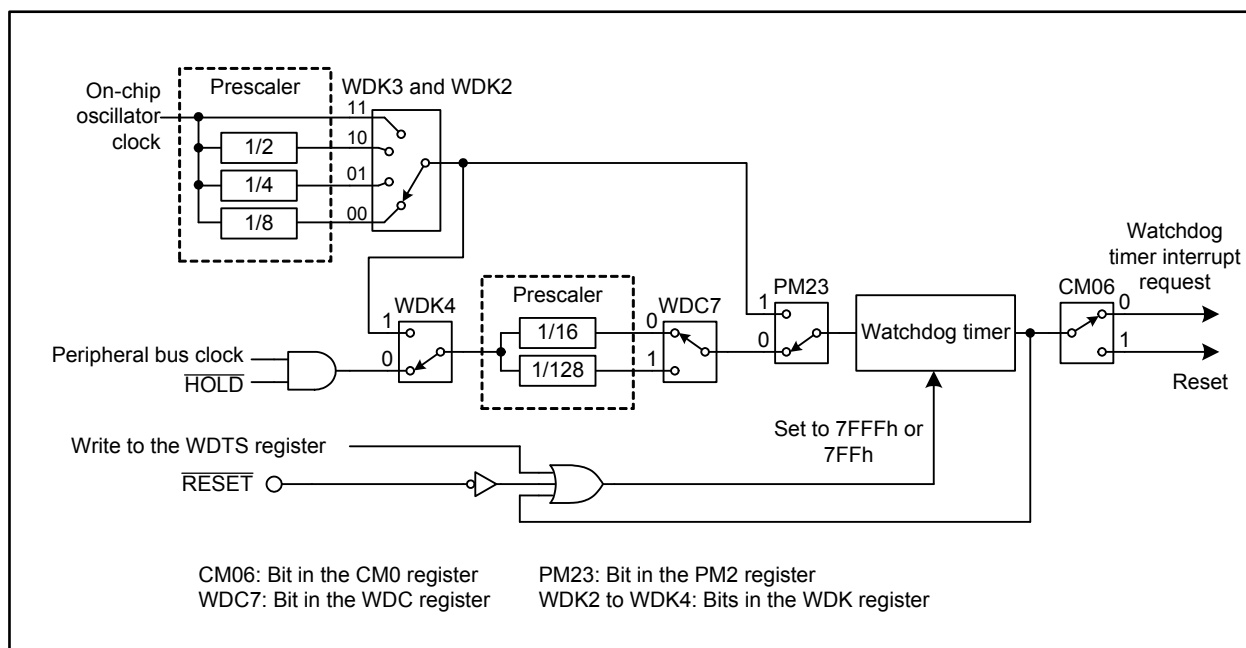 On-chip
oscillator
clock
Prescaler
1/2
1/4
1/8
WDK3 and WDK2
11
10
01
00
Peripheral bus clock
HOLD
WDK4
1
0
Prescaler
1/16
1/128
WDC7
0
1
PM23
1
0
Watchdog timer
CM06
0
1
Watchdog
timer interrupt
request
Reset
Write to the WDTS register
RESET
Set to 7FFFh or
7FFh
CM06: Bit in the CM0 register
PM23: Bit in the PM2 register
WDC7: Bit in the WDC register
WDK2 to WDK4: Bits in the WDK register